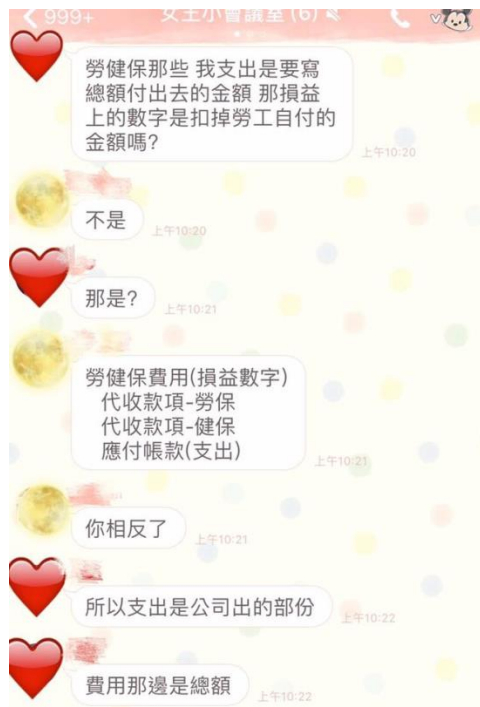 999+
女王小會議室 (6)
勞健保那些 我支出是要寫
總額付出去的金額 那損益
上的數字是扣掉勞工自付的
金額嗎?
上午10:20
不是
上午10:20
那是?
上午10:21
勞健保費用(損益數字)
代收款項-勞保
代收款項-健保
應付帳款(支出)
上午10:21
你相反了
上午10:21
所以支出是公司出的部份
上午10:22
費用那邊是總額
上午10:22